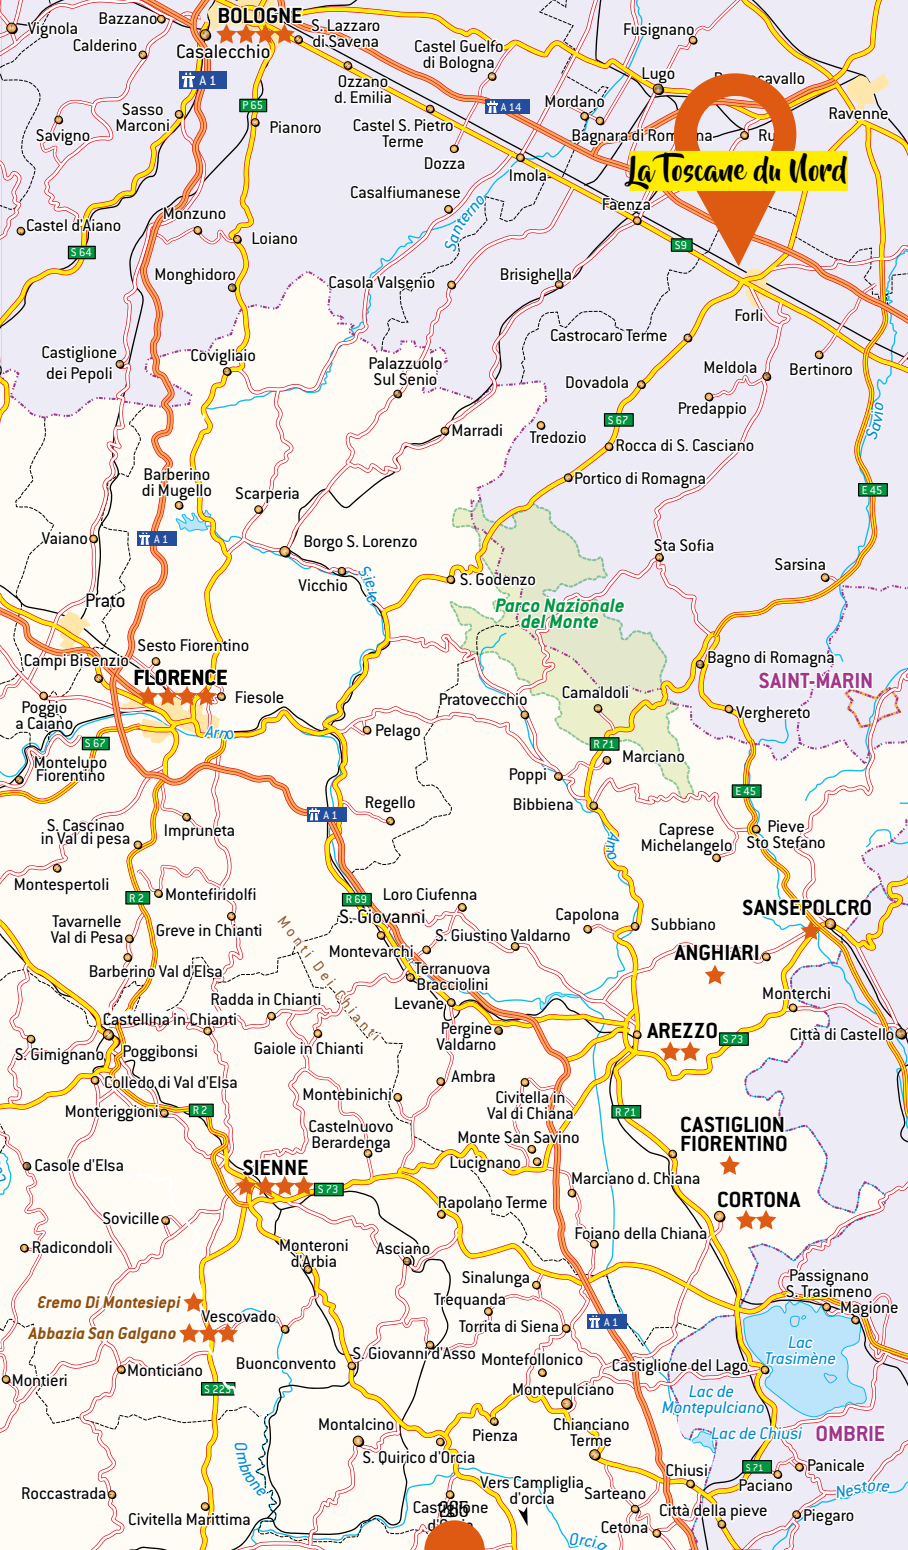 Vignola
Bazzano
Calderino
BOLOGNE
Casalecchio
S. Lazzaro
di Savena
Castel Guelfo
di Bologna
Fusignano
Lugo
Ravenne
A 1
P 65
A 14
Ozzano
d. Emilia
Mordano
Savigno
Sasso
Marconi
Pianoro
Castel S. Pietro
Terme
Dozza
Imola
La Toscane du Nord
Casalfiumanese
Santerno
Faenza
Castel d'Aiano
Monzuno
Loiano
S 64
S9
Monghidoro
Casola Valsenio
Brisighella
Forli
Castrocaro Terme
Castiglione
dei Pepoli
Covigliaio
Palazzuolo
Sul Senio
Meldola
Bertinoro
Dovadola
Predappio
Savio
S 67
Marradi
Tredozio
Rocca di S. Casciano
Portico di Romagna
E 45
Barberino
di Mugello
Scarperia
Vaiano
A 1
Borgo S. Lorenzo
Sta Sofia
Vicchio
Sieve
S. Godenzo
Sarsina
Prato
Parco Nazionale
del Monte
Sesto Fiorentino
Campi Bisenzio
FLORENCE
Fiesole
Bagno di Romagna
SAINT-MARIN
Poggio
a Caiano
Pratovecchio
Camaldoli
Verghereto
Arno
Pelago
S 67
R 71
Montelupo
Fiorentino
Marciano
Poppi
E 45
Bibbiena
Regello
A 1
S. Cascinao
in Val di pesa
Impruneta
Arno
Caprese
Michelangelo
Pieve
Sto Stefano
Montespertoli
R 2
Montefiridolfi
R 69
Loro Ciufenna
SANSEPOLCRO
Tavarnelle
Val di Pesa
Greve in Chianti
Monti Dei Chianti
S. Giovanni
Capolona
Subbiano
S. Giustino Valdarno
Montevarchi
ANGHIARI
Barberino Val d'Elsa
Terranuova
Bracciolini
Radda in Chianti
Levane
Monterchi
Castellina in Chianti
Pergine
Valdarno
AREZZO
S 73
Città di Castello
S. Gimignano
Poggibonsi
Gaiole in Chianti
Colledo di Val d'Elsa
Ambra
Monteriggioni
R 2
Montebinichi
Civitella in
Val di Chiana
R 71
Castelnuovo
Berardenga
CASTIGLION
FIORENTINO
Monte San Savino
Casole d'Elsa
SIENNE
Lucignano
S 73
Marciano d. Chiana
CORTONA
Rapolano Terme
Sovicille
Foiano della Chiana
Radicondoli
Monteroni
d'Arbia
Asciano
Passignano
S. Trasimeno
Sinalunga
Magione
Eremo Di Montesiepi
Trequanda
Vescovado
Torrita di Siena
A 1
Abbazia San Galgano
Lac
Trasimène
S. Giovanni d'Asso
Buonconvento
Montefollonico
Castiglione del Lago
Monticiano
Montieri
Montepulciano
Lac de
Montepulciano
Montalcino
Pienza
Chianciano
Terme
Lac de Chiusi
OMBRIE
S. Quirico d'Orcia
Ombrone
Chiusi
S 71
Panicale
Paciano
Nestore
Roccastrada
Vers Campliglia
d'orcia
Sarteano
Città della pieve
Piegaro
Civitella Marittima
Cetona